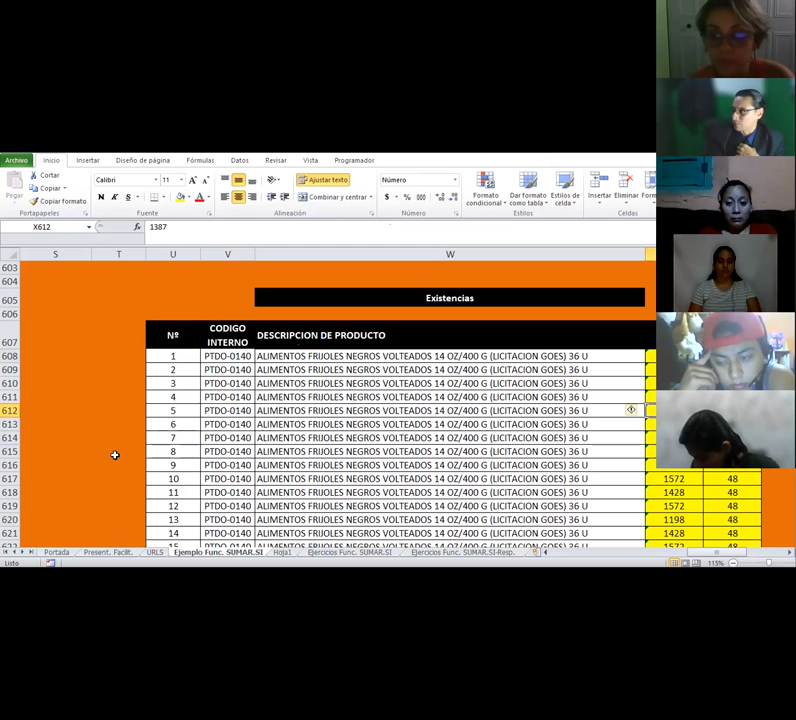 Archivo Inicio Insertar Diseño de página Fórmulas Datos Revisar Vista Programador
Cortar
Copiar
Copiar formato
Pegar
Calibri 11
N K S
Ajustar texto
Combinar y centrar
Número
$ % 000
Formato condicional
Dar formato como tabla
Estilos de celda
Insertar Eliminar
Portapapeles Fuente Alineación Número Estilos Celdas
X612 fx 1387
S T U V W
603
604
605 Existencias
606
607 Nº CODIGO INTERNO DESCRIPCION DE PRODUCTO
608 1 PTDO-0140 ALIMENTOS FRIJOLES NEGROS VOLTEADOS 14 OZ/400 G (LICITACION GOES) 36 U
609 2 PTDO-0140 ALIMENTOS FRIJOLES NEGROS VOLTEADOS 14 OZ/400 G (LICITACION GOES) 36 U
610 3 PTDO-0140 ALIMENTOS FRIJOLES NEGROS VOLTEADOS 14 OZ/400 G (LICITACION GOES) 36 U
611 4 PTDO-0140 ALIMENTOS FRIJOLES NEGROS VOLTEADOS 14 OZ/400 G (LICITACION GOES) 36 U
612 5 PTDO-0140 ALIMENTOS FRIJOLES NEGROS VOLTEADOS 14 OZ/400 G (LICITACION GOES) 36 U
613 6 PTDO-0140 ALIMENTOS FRIJOLES NEGROS VOLTEADOS 14 OZ/400 G (LICITACION GOES) 36 U
614 7 PTDO-0140 ALIMENTOS FRIJOLES NEGROS VOLTEADOS 14 OZ/400 G (LICITACION GOES) 36 U
615 8 PTDO-0140 ALIMENTOS FRIJOLES NEGROS VOLTEADOS 14 OZ/400 G (LICITACION GOES) 36 U
616 9 PTDO-0140 ALIMENTOS FRIJOLES NEGROS VOLTEADOS 14 OZ/400 G (LICITACION GOES) 36 U
617 10 PTDO-0140 ALIMENTOS FRIJOLES NEGROS VOLTEADOS 14 OZ/400 G (LICITACION GOES) 36 U 1572 48
618 11 PTDO-0140 ALIMENTOS FRIJOLES NEGROS VOLTEADOS 14 OZ/400 G (LICITACION GOES) 36 U 1428 48
619 12 PTDO-0140 ALIMENTOS FRIJOLES NEGROS VOLTEADOS 14 OZ/400 G (LICITACION GOES) 36 U 1572 48
620 13 PTDO-0140 ALIMENTOS FRIJOLES NEGROS VOLTEADOS 14 OZ/400 G (LICITACION GOES) 36 U 1198 48
621 14 PTDO-0140 ALIMENTOS FRIJOLES NEGROS VOLTEADOS 14 OZ/400 G (LICITACION GOES) 36 U 1428 48
Portada Present. Facilit. URLS Ejemplo Func. SUMAR.SI Hoja1 Ejercicios Func. SUMAR.SI Ejercicios Func. SUMAR.SI-Resp.
Listo 115%